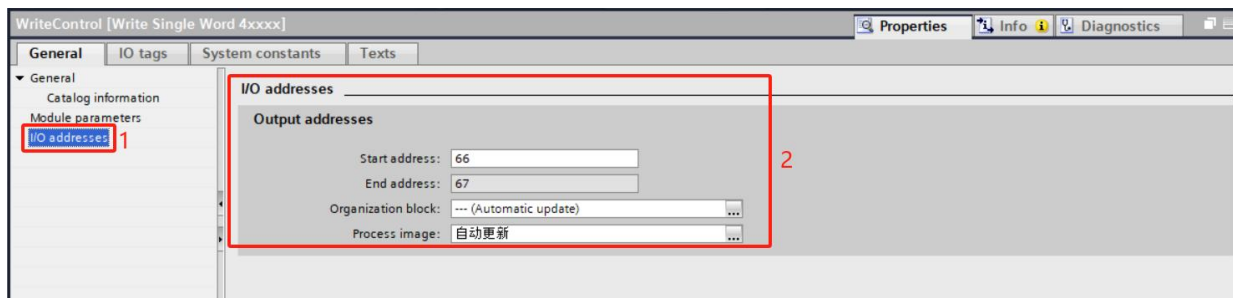 WriteControl [Write Single Word 4xxxx]
Properties
Info
Diagnostics
General
IO tags
System constants
Texts
General
Catalog information
Module parameters
I/O addresses
1
I/O addresses
Output addresses
Start address: 66
End address: 67
Organization block: --- (Automatic update) ...
Process image: 自动更新 ...
2